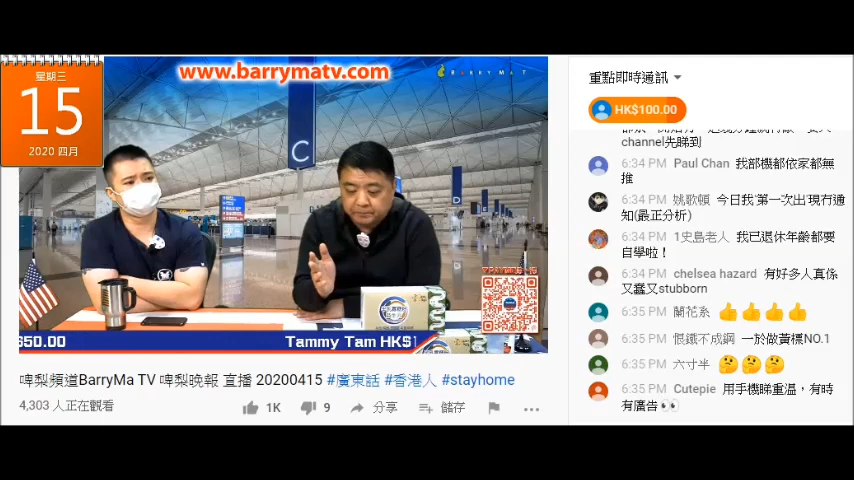 星期三
15
2020 四月
www.barrymatv.com
BARRYMAT
C
D
$50.00
Tammy Tam HK$1
啤梨頻道BarryMa TV 啤梨晚報 直播 20200415 #廣東話 #香港人 #stayhome
4,303 人正在觀看
1K
9
分享
儲存
重點即時通訊
HK$100.00
channel先睇到
6:34 PM Paul Chan 我部機都依家都無
推
6:34 PM 姚歌頓 今日我'第一次出'現冇通
知(最正分析)
6:34 PM 1史島老人 我已退休年齡都要
自學啦！
6:34 PM chelsea hazard 有好多人真係
又蠢又stubborn
6:35 PM 蘭花系 👍👍👍👍
6:35 PM 恨鐵不成鋼 一於做黃標NO.1
6:35 PM 六寸半 🤔🤔🤔
6:35 PM Cutepie 用手機睇重溫，有時
有廣告👀